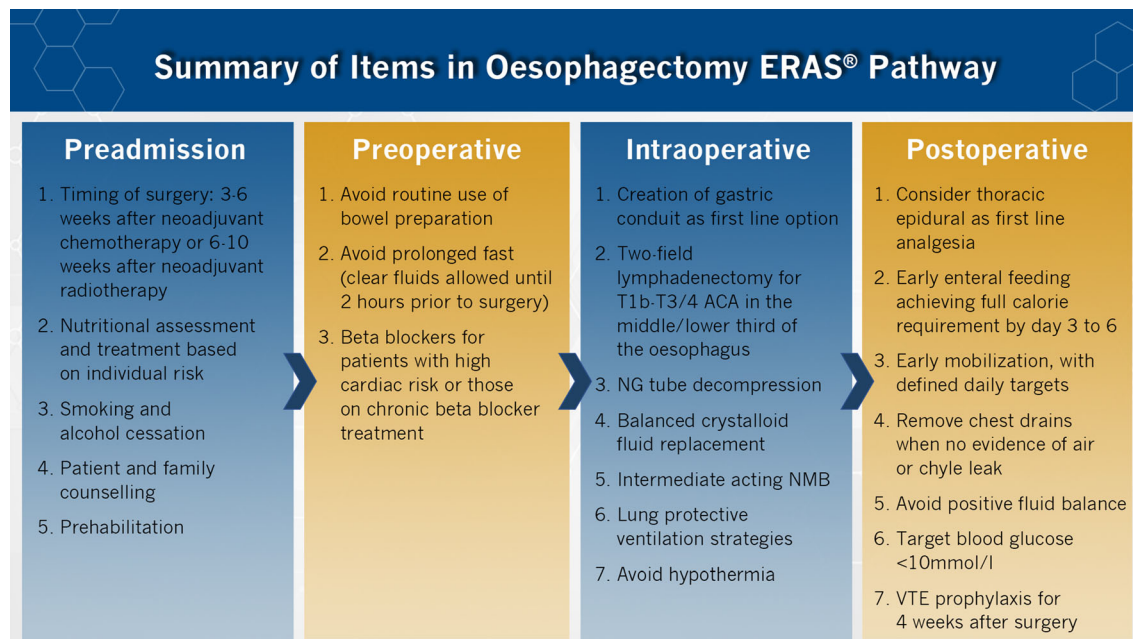 Summary of Items in Oesophagectomy ERAS® Pathway
Preadmission
1. Timing of surgery: 3-6
weeks after neoadjuvant
chemotherapy or 6-10
weeks after neoadjuvant
radiotherapy
2. Nutritional assessment
and treatment based
on individual risk
3. Smoking and
alcohol cessation
4. Patient and family
counselling
5. Prehabilitation
Preoperative
1. Avoid routine use of
bowel preparation
2. Avoid prolonged fast
(clear fluids allowed until
2 hours prior to surgery)
3. Beta blockers for
patients with high
cardiac risk or those
on chronic beta blocker
treatment
Intraoperative
1. Creation of gastric
conduit as first line option
2. Two-field
lymphadenectomy for
T1b-T3/4 ACA in the
middle/lower third of
the oesophagus
3. NG tube decompression
4. Balanced crystalloid
fluid replacement
5. Intermediate acting NMB
6. Lung protective
ventilation strategies
7. Avoid hypothermia
Postoperative
1. Consider thoracic
epidural as first line
analgesia
2. Early enteral feeding
achieving full calorie
requirement by day 3 to 6
3. Early mobilization, with
defined daily targets
4. Remove chest drains
when no evidence of air
or chyle leak
5. Avoid positive fluid balance
6. Target blood glucose
<10mmol/l
7. VTE prophylaxis for
4 weeks after surgery